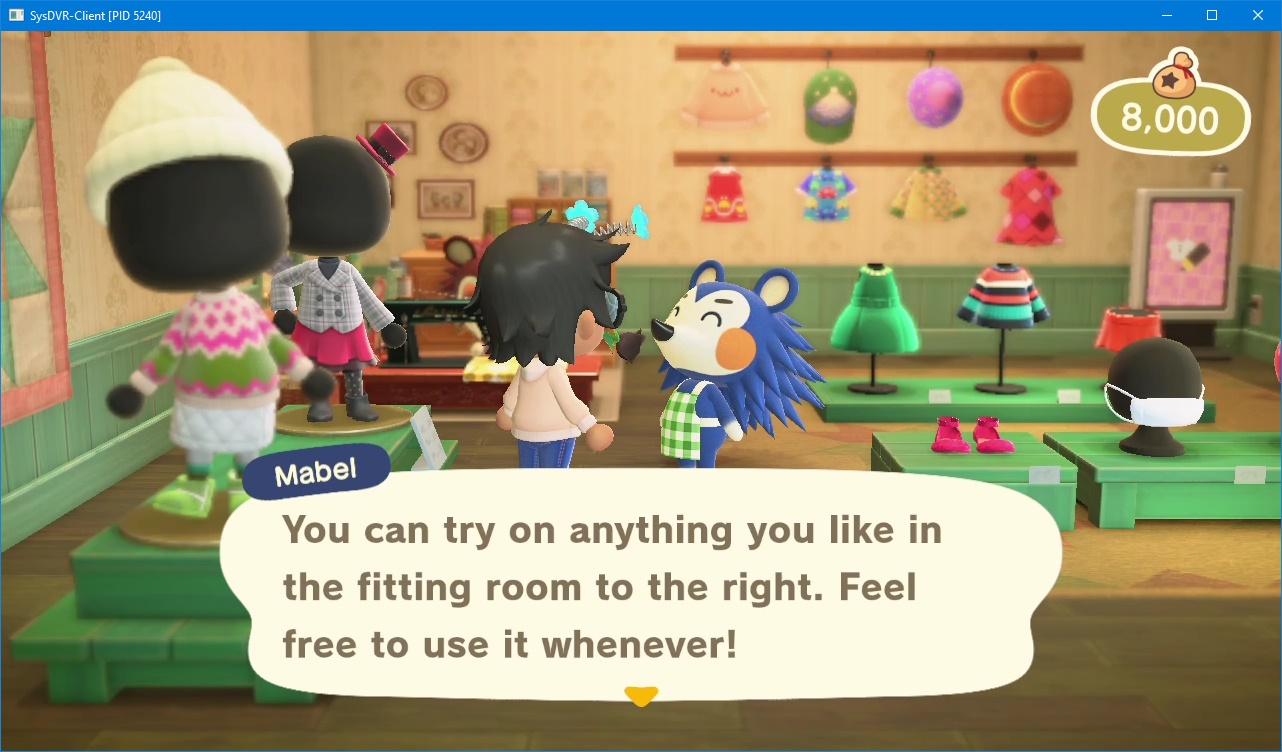 SysDVR-Client [PID 5240]
8,000
Mabel
You can try on anything you like in
the fitting room to the right. Feel
free to use it whenever!